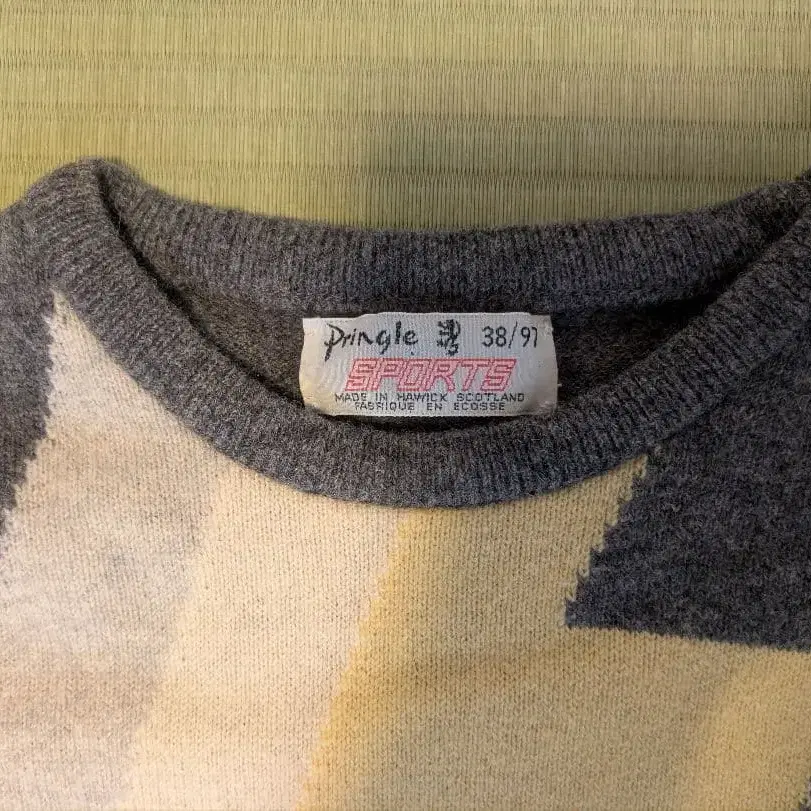 Pringle 38/97
SPORTS
MADE IN HAWICK SCOTLAND
FABRIQUE EN ECOSSE